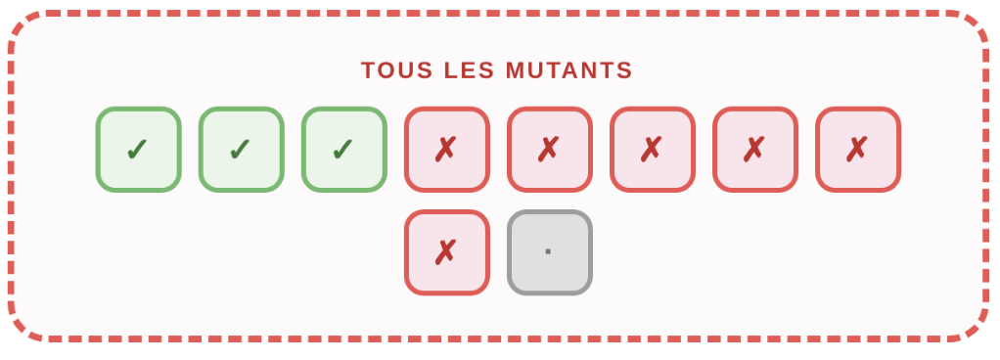 TOUS LES MUTANTS
✓ ✓ ✓ ✗ ✗ ✗ ✗ ✗
✗ ·